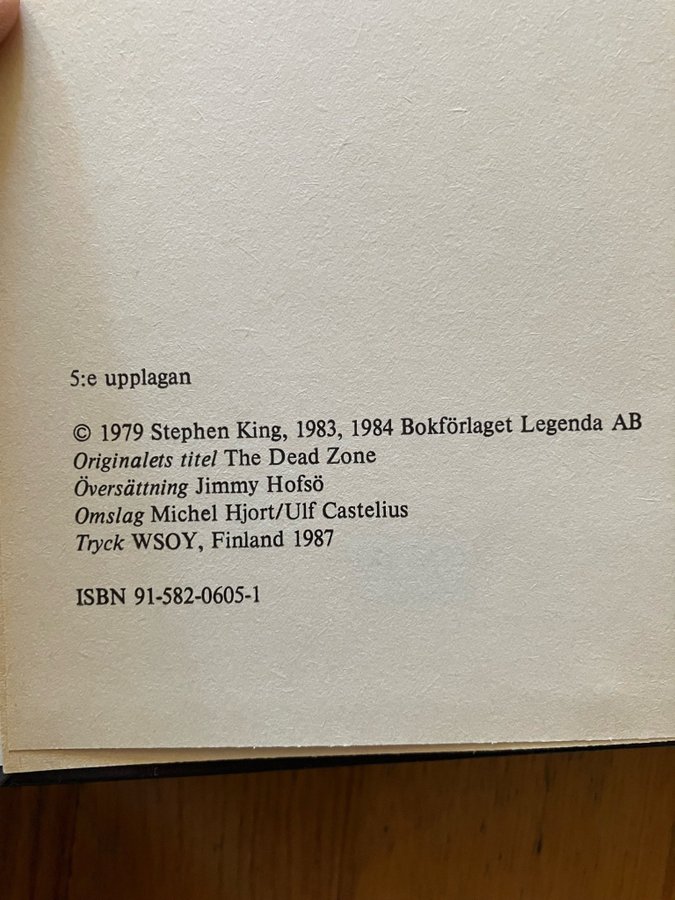 5:e upplagan
© 1979 Stephen King, 1983, 1984 Bokförlaget Legenda AB
Originalets titel The Dead Zone
Översättning Jimmy Hofsö
Omslag Michel Hjort/Ulf Castelius
Tryck WSOY, Finland 1987
ISBN 91-582-0605-1